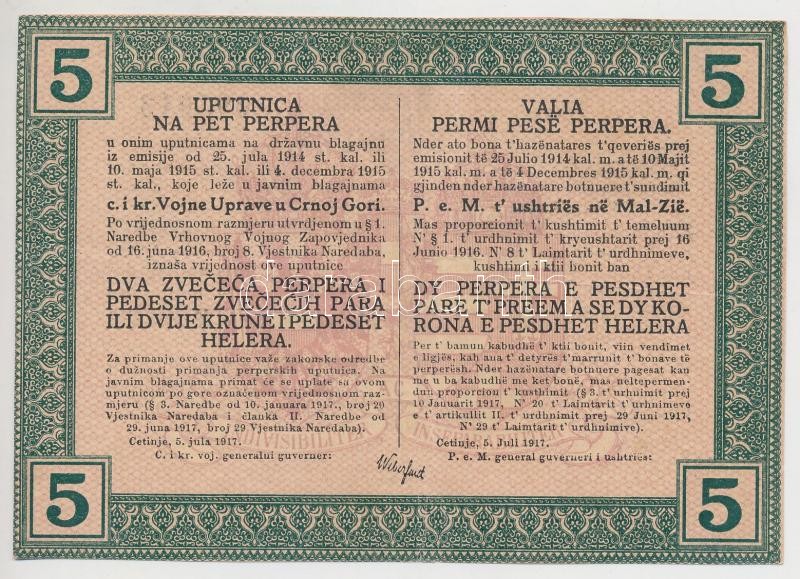 5
5
UPUTNICA
NA PET PERPERA
u onim uputnicama na državnu blagajnu
iz emisije od 25. jula 1914 st. kal. ili
10. maja 1915 st. kal. ili 4. decembra 1915
st. kal., koje leže u javnim blagajnama
c. i kr. Vojne Uprave u Crnoj Gori.
Po vrijednosnom razmjeru utvrdjenom u § 1.
Naredbe Vrhovnog Vojnog Zapovjednika
od 16. juna 1916, broj 8. Vjestnika Naredaba,
iznaša vrijednost ove uputnice
DVA ZVEČEĆA PERPERA I
PEDESET ZVEČEĆIH PARA
ILI DVIJE KRUNE I PEDESET
HELERA.
Za primanje ove uputnice važe zakonske odredbe
o dužnosti primanja perperskih uputnica. Na
javnim blagajnama primat će se uplate sa ovom
uputnicom po gore označenom vrijednosnom raz-
mjeru (§ 3. Naredbe od 10. januara 1917., broj 20
Vjestnika Naredaba i članka II. Naredbe od
29. juna 1917, broj 29 Vjestnika Naredaba).
Cetinje, 5. jula 1917.
C. i kr. voj. generalni guverner:
VALIA
PERMI PESË PERPERA.
Nder ato bona t'hazënatares t'qeveriës prej
emisionit të 25 Julio 1914 kal. m. a të 10 Majit
1915 kal. m. a të 4 Decembres 1915 kal. m. qi
gjinden nder hazënatare botnuere t'sundimit
P. e M. t' ushtriës në Mal-Zië.
Mas proporcionit t' kushtimit t' temeluum
N' § 1. t' urdhnimit t' kryeushtarit prej 16
Junio 1916. N' 8 t' Laimtarit t' urdhnimeve,
kushtimi i ktii bonit ban
DY PERPERA E PESDHET
PARË T' PREEM A SE DY KO-
RONA E PESDHET HELERA
Për t' bamun kabudhë t' ktii bonit, viin vendimet
e ligjës, kah ana t' detyrës t'marrunit t' bonave të
perperësh. Nder hazënatare botnuere pagesat kan
me u ba kabudhë me ket bonë, mas neltepermen-
dun proporcion t' kusthimit (§ 3. t' urhnimit prej
10 Januarit 1917, N' 20 t' Laimtarit t' urhnimeve
e t' artikullit II. t' urdhnimit prej 29 Juni 1917,
N' 29 t' Laimtarit t' urdhnimive).
Cetinje, 5. Juli 1917.
P. e M. general guverneri i ushtriës:
5
5
darabanth